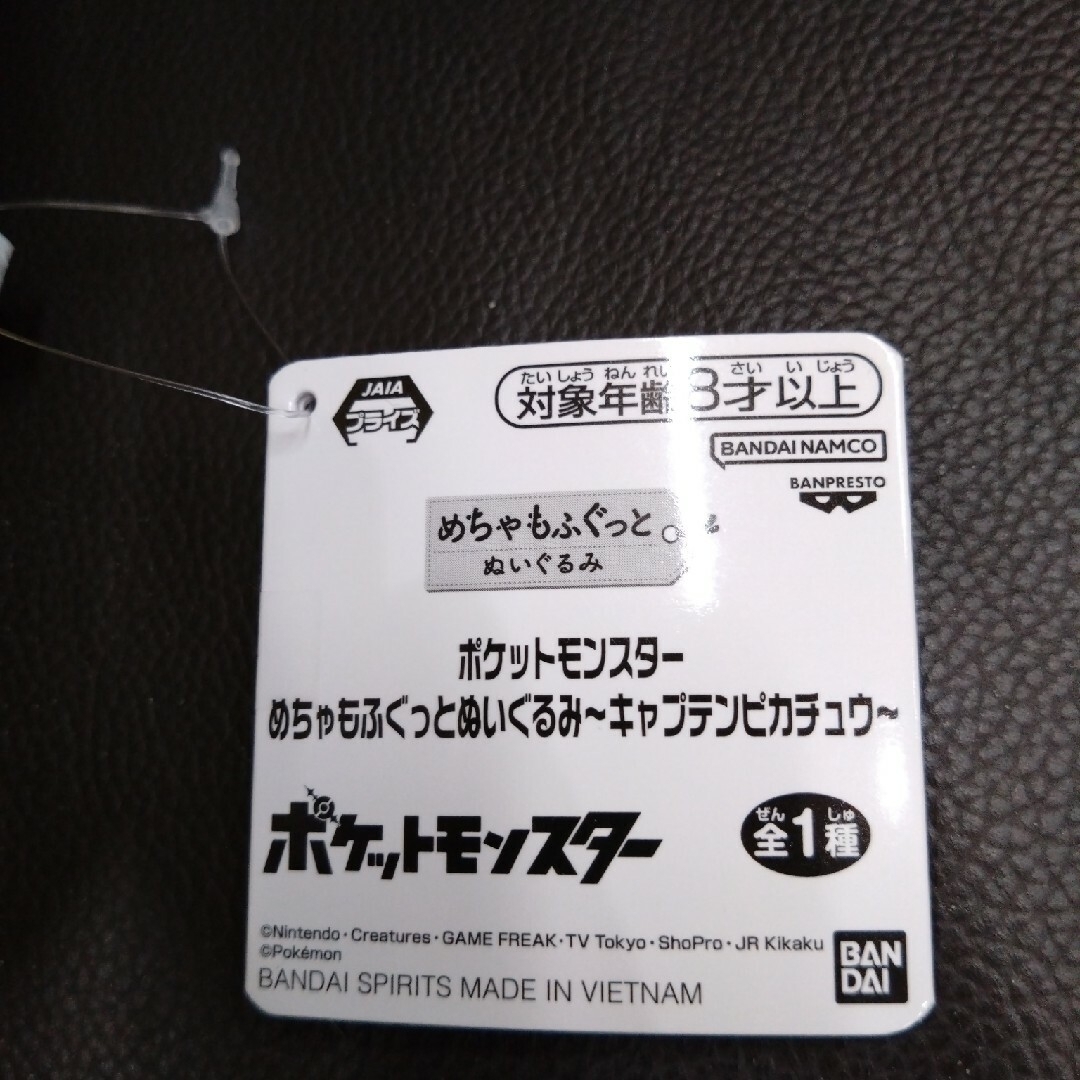 JAIA
プライズ
たいしょう ねん れい さい い じょう
対象年齢 3才以上
BANDAI NAMCO
BANPRESTO
めちゃもふぐっと
ぬいぐるみ
ポケットモンスター
めちゃもふぐっとぬいぐるみ～キャプテンピカチュウ～
ポケットモンスター
ぜん しゅ
全1種
©Nintendo・Creatures・GAME FREAK・TV Tokyo・ShoPro・JR Kikaku
©Pokémon
BANDAI SPIRITS MADE IN VIETNAM
BAN
DAI